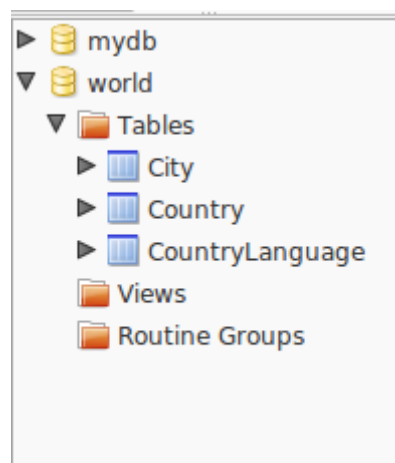 mydb
world
Tables
City
Country
CountryLanguage
Views
Routine Groups